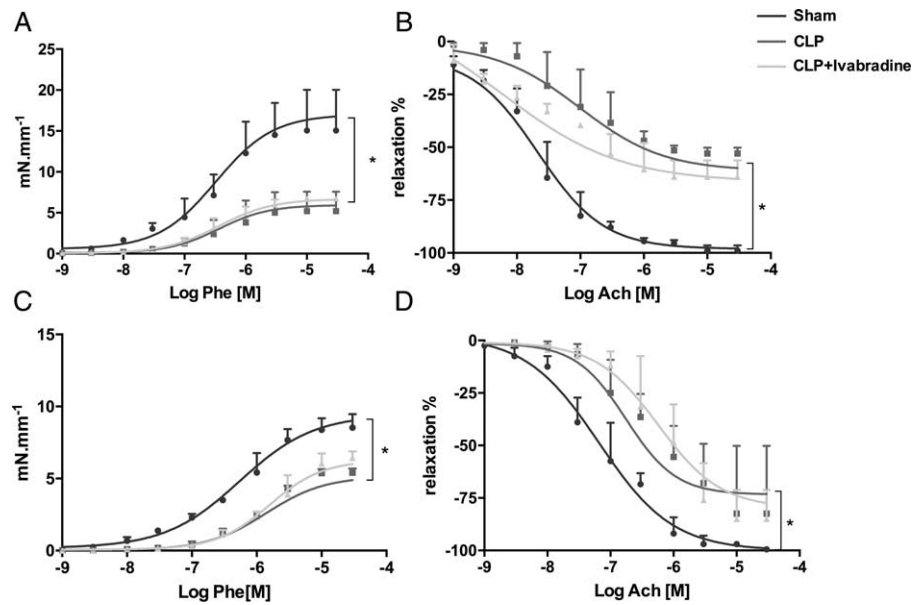 A
B
Sham
CLP
CLP+Ivabradine
25
20
15
10
5
0
mN.mm-1
*
-9 -8 -7 -6 -5 -4
Log Phe [M]
0
-25
-50
-75
-100
relaxation %
*
-9 -8 -7 -6 -5 -4
Log Ach [M]
C
D
15
10
5
0
mN.mm-1
*
-9 -8 -7 -6 -5 -4
Log Phe[M]
0
-25
-50
-75
-100
relaxation %
*
-9 -8 -7 -6 -5 -4
Log Ach [M]